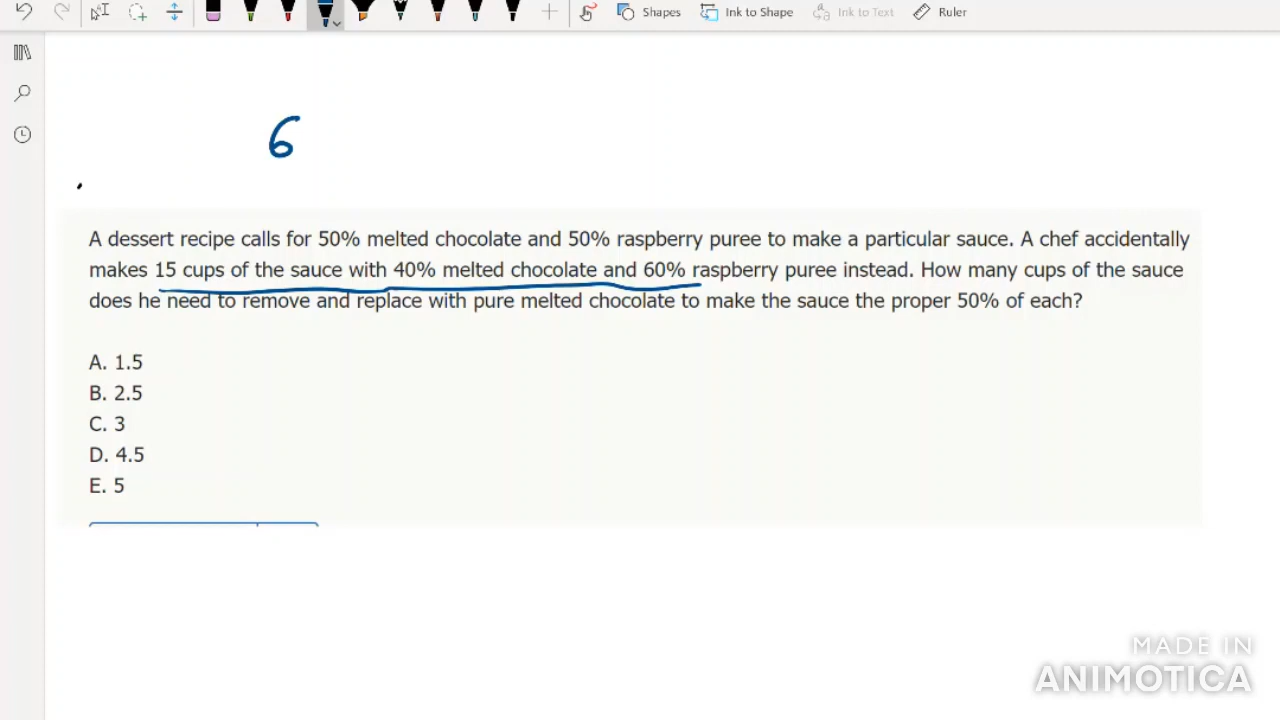 Shapes Ink to Shape Ink to Text Ruler
6
A dessert recipe calls for 50% melted chocolate and 50% raspberry puree to make a particular sauce. A chef accidentally
makes 15 cups of the sauce with 40% melted chocolate and 60% raspberry puree instead. How many cups of the sauce
does he need to remove and replace with pure melted chocolate to make the sauce the proper 50% of each?
A. 1.5
B. 2.5
C. 3
D. 4.5
E. 5
MADE IN
ANIMOTICA